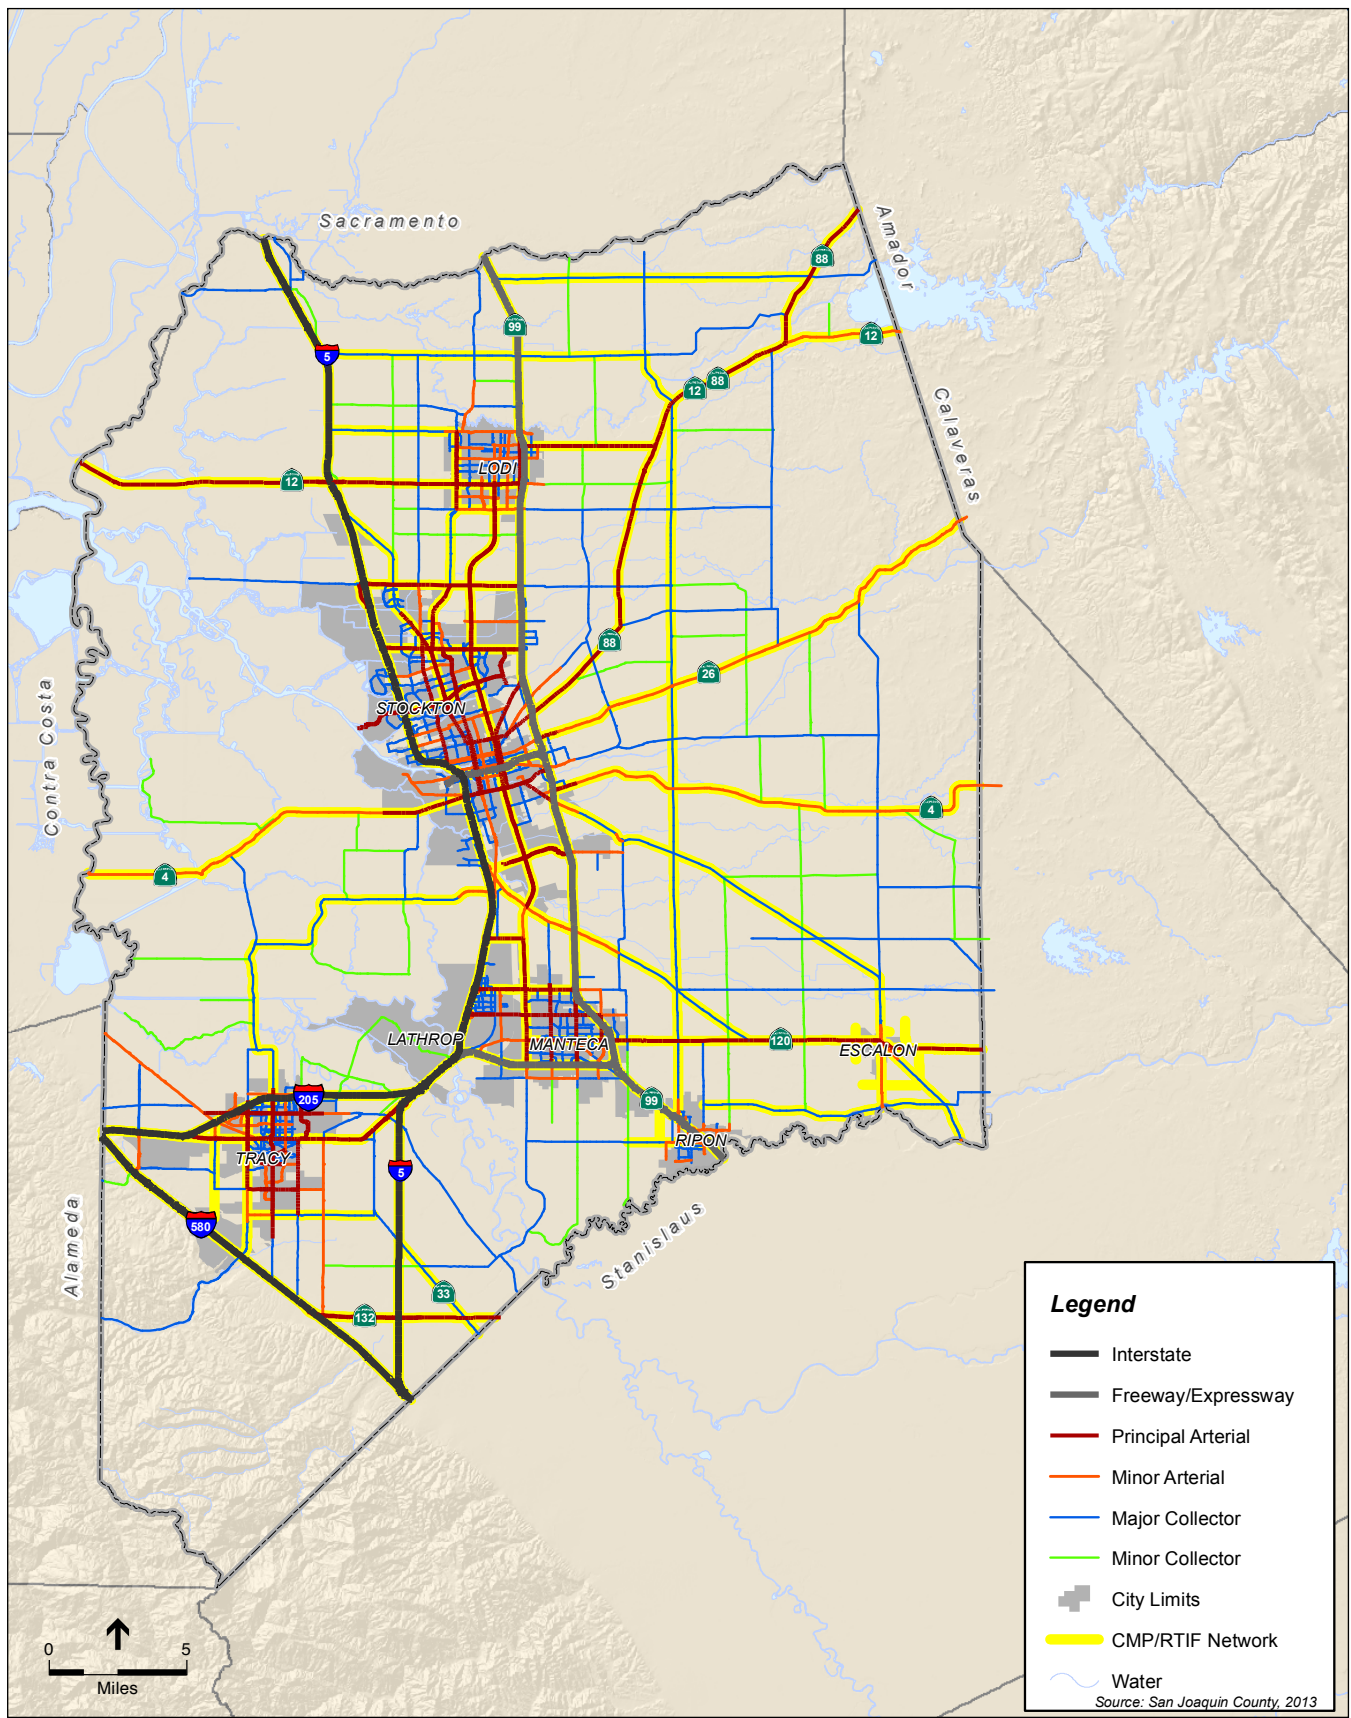 Sacramento
Amador
88
99
12
5
88
12
Calaveras
LODI
12
88
26
Contra Costa
STOCKTON
4
4
LATHROP
MANTECA
120
ESCALON
205
99
RIPON
TRACY
5
580
Alameda
Stanislaus
33
132
Legend
Interstate
Freeway/Expressway
Principal Arterial
Minor Arterial
Major Collector
Minor Collector
City Limits
CMP/RTIF Network
Water
Source: San Joaquin County, 2013
0 5
Miles